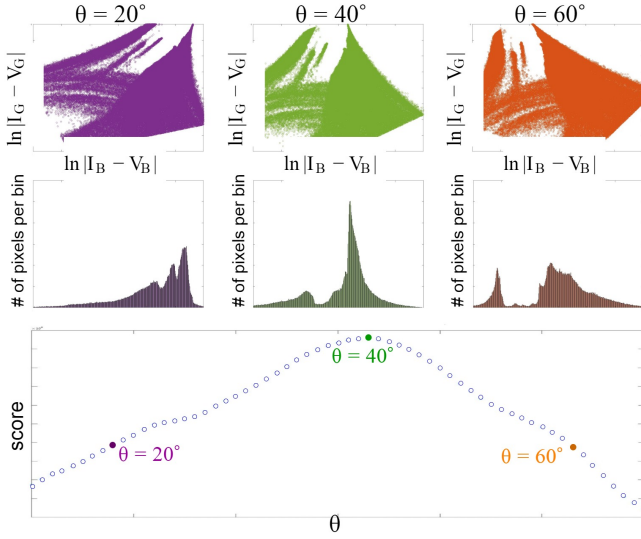 θ = 20°
θ = 40°
θ = 60°
ln|I_G − V_G|
ln|I_G − V_G|
ln|I_G − V_G|
ln|I_B − V_B|
ln|I_B − V_B|
ln|I_B − V_B|
# of pixels per bin
# of pixels per bin
# of pixels per bin
score
θ = 40°
θ = 20°
θ = 60°
θ